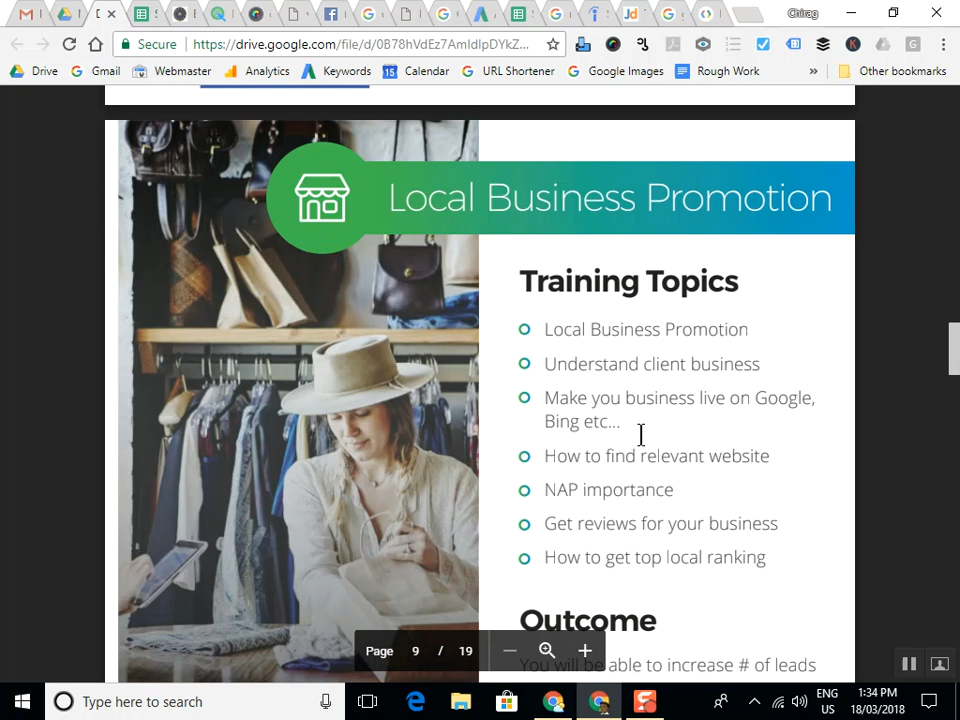 Chirag
Secure
https://drive.google.com/file/d/0B78hVdEz7AmIdlpDYkZ...
Drive
Gmail
Webmaster
Analytics
Keywords
Calendar
URL Shortener
Google Images
Rough Work
»
Other bookmarks
Local Business Promotion
Training Topics
Local Business Promotion
Understand client business
Make you business live on Google,
Bing etc...
How to find relevant website
NAP importance
Get reviews for your business
How to get top local ranking
Outcome
You will be able to increase # of leads
Page 9 / 19
Type here to search
ENG
US
1:34 PM
18/03/2018